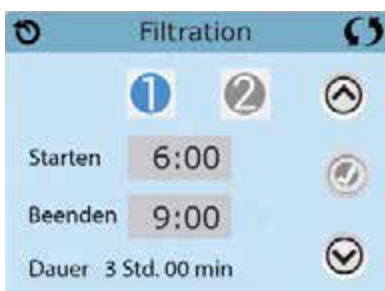 Filtration
1 2
Starten 6:00
Beenden 9:00
Dauer 3 Std. 00 min